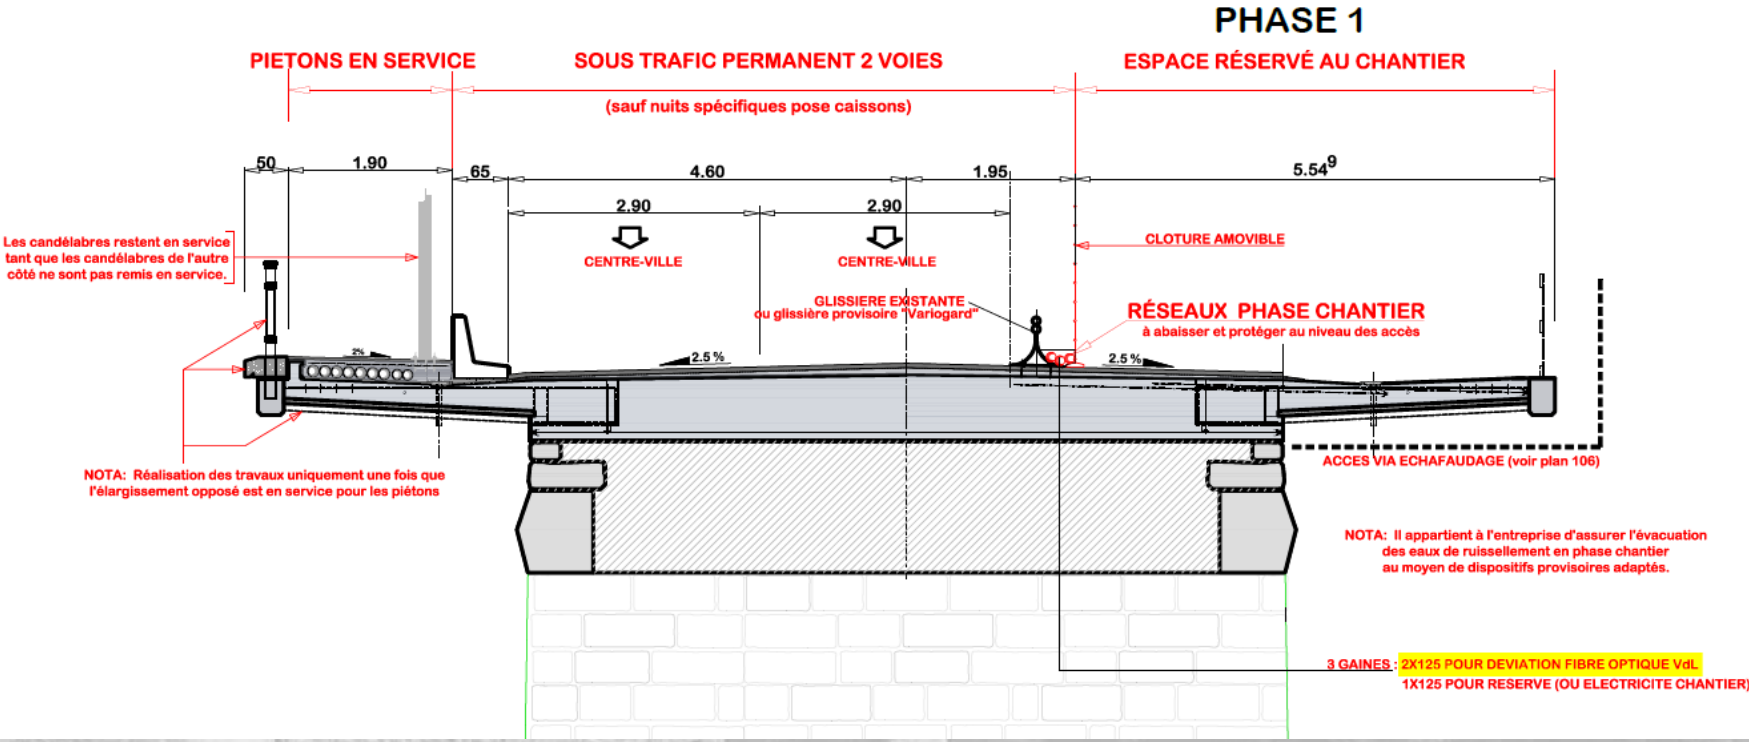 PHASE 1
PIETONS EN SERVICE
SOUS TRAFIC PERMANENT 2 VOIES
ESPACE RÉSERVÉ AU CHANTIER
(sauf nuits spécifiques pose caissons)
50
1.90
65
4.60
1.95
5.54⁹
2.90
2.90
Les candélabres restent en service
tant que les candélabres de l'autre
côté ne sont pas remis en service.
CENTRE-VILLE
CENTRE-VILLE
CLOTURE AMOVIBLE
GLISSIERE EXISTANTE
ou glissière provisoire "Variogard"
RÉSEAUX PHASE CHANTIER
à abaisser et protéger au niveau des accès
2%
2.5 %
2.5 %
ACCES VIA ECHAFAUDAGE (voir plan 106)
NOTA: Réalisation des travaux uniquement une fois que
l'élargissement opposé est en service pour les piétons
NOTA: Il appartient à l'entreprise d'assurer l'évacuation
des eaux de ruissellement en phase chantier
au moyen de dispositifs provisoires adaptés.
3 GAINES : 2X125 POUR DEVIATION FIBRE OPTIQUE VdL
1X125 POUR RESERVE (OU ELECTRICITE CHANTIER)